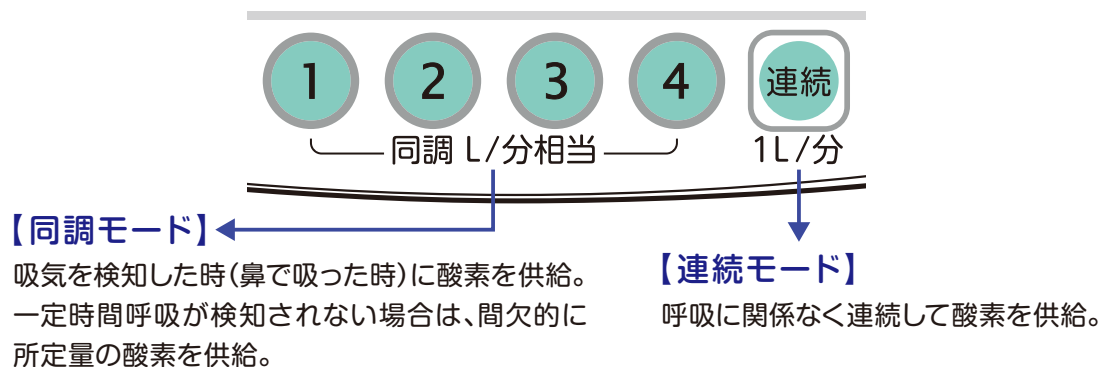 1 2 3 4 連続
同調 L/分相当 1L/分
【同調モード】
吸気を検知した時(鼻で吸った時)に酸素を供給。
一定時間呼吸が検知されない場合は、間欠的に
所定量の酸素を供給。
【連続モード】
呼吸に関係なく連続して酸素を供給。